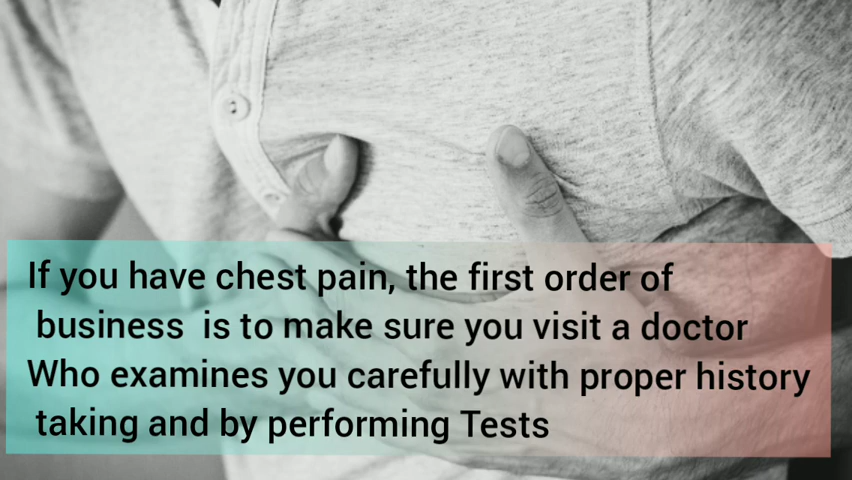 If you have chest pain, the first order of
business is to make sure you visit a doctor
Who examines you carefully with proper history
taking and by performing Tests